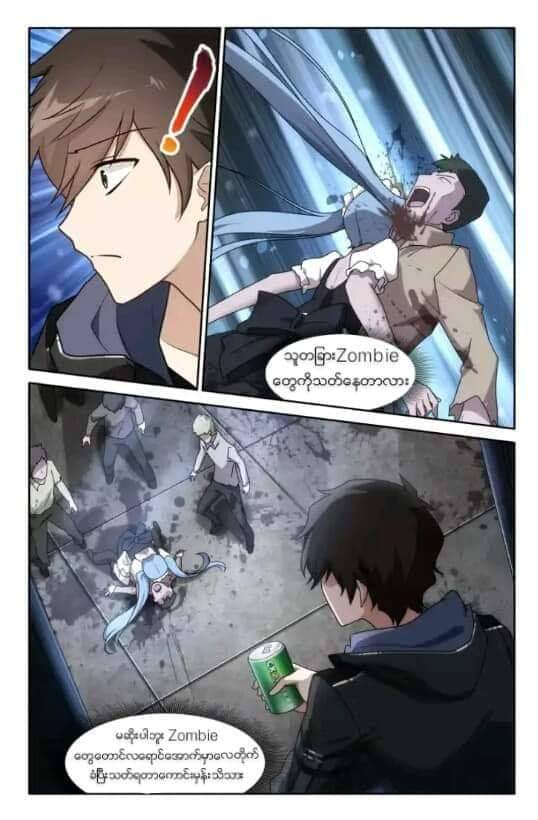 !
သူတခြား Zombie
တွေကိုသတ်နေတာလား
မဆိုးပါဘူး Zombie
တွေတောင်လရောင်အောက်မှာလေတိုက်
ခံပြီးသတ်ရတာကောင်းမှန်းသိသား